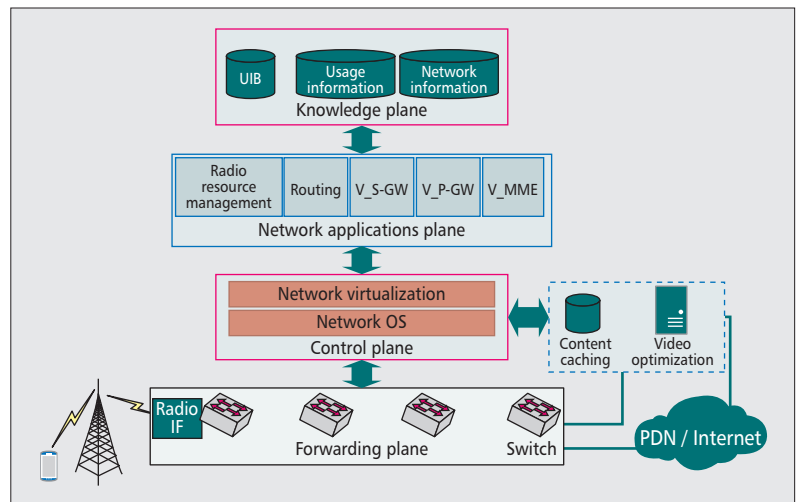 UIB
Usage
information
Network
information
Knowledge plane
Radio
resource
management
Routing
V_S-GW
V_P-GW
V_MME
Network applications plane
Network virtualization
Network OS
Control plane
Content
caching
Video
optimization
Radio
IF
Forwarding plane
Switch
PDN / Internet